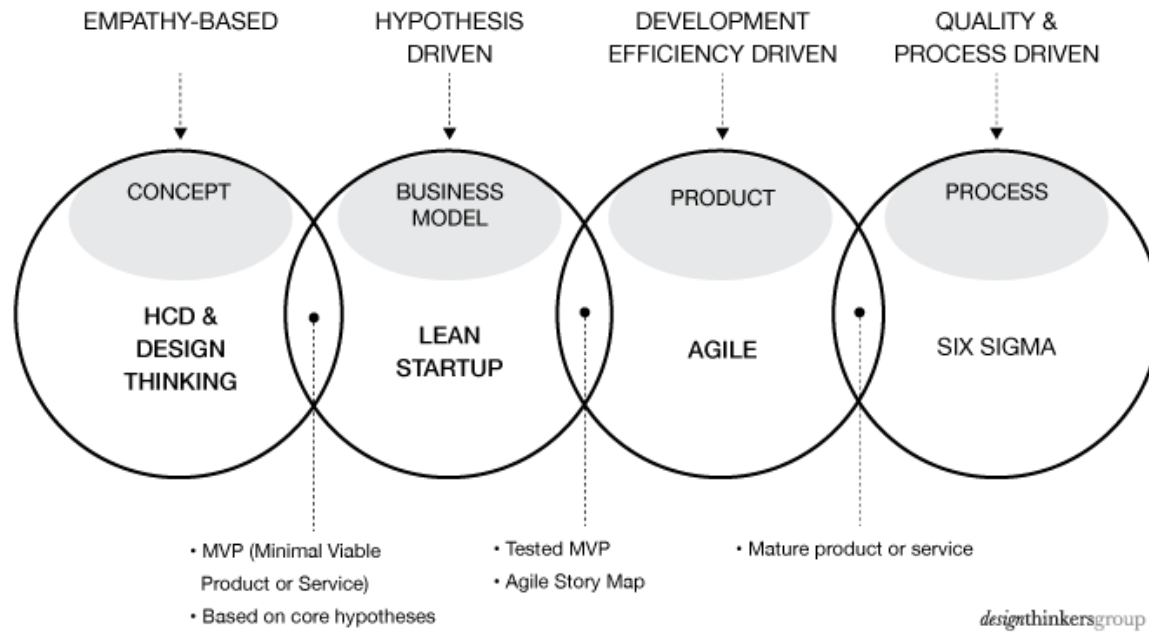 EMPATHY-BASED
HYPOTHESIS
DRIVEN
DEVELOPMENT
EFFICIENCY DRIVEN
QUALITY &
PROCESS DRIVEN
CONCEPT
BUSINESS
MODEL
PRODUCT
PROCESS
HCD &
DESIGN
THINKING
LEAN
STARTUP
AGILE
SIX SIGMA
• MVP (Minimal Viable
Product or Service)
• Based on core hypotheses
• Tested MVP
• Agile Story Map
• Mature product or service
designthinkersgroup